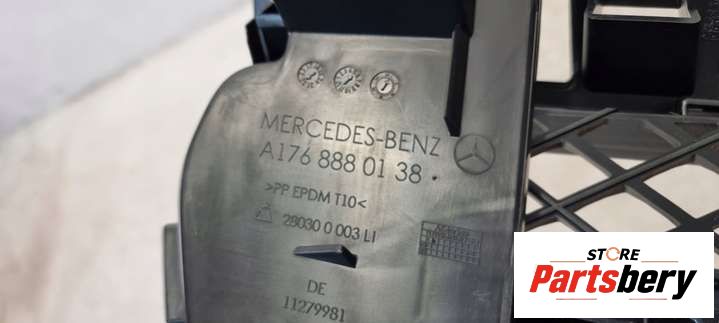 MERCEDES-BENZ
A176 888 01 38
>PP EPDM T10<
28030 0 003 LI
DE
11279981
STORE
Partsbery